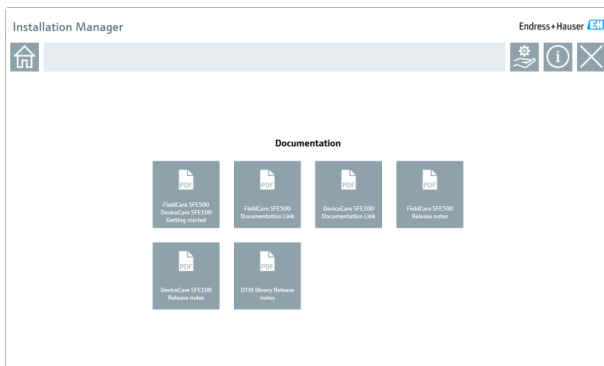 Installation Manager
Endress+Hauser EH
Documentation
PDF
FieldCare SFE500
DeviceCare SFE100
Getting started
PDF
FieldCare SFE500
Documentation Link
PDF
DeviceCare SFE100
Documentation Link
PDF
FieldCare SFE500
Release notes
PDF
DeviceCare SFE100
Release notes
PDF
DTM library Release
notes